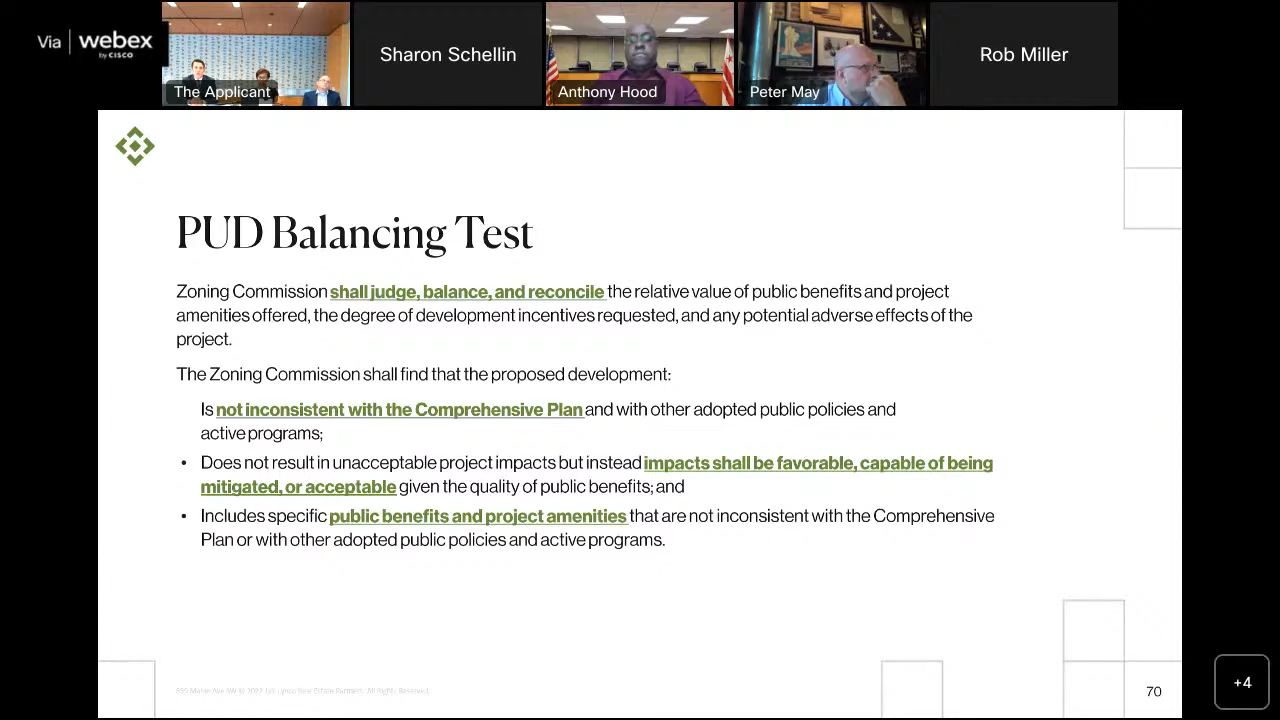 Via | webex
by CISCO
The Applicant
Sharon Schellin
Anthony Hood
Peter May
Rob Miller
PUD Balancing Test
Zoning Commission shall judge, balance, and reconcile the relative value of public benefits and project
amenities offered, the degree of development incentives requested, and any potential adverse effects of the
project.
The Zoning Commission shall find that the proposed development:
Is not inconsistent with the Comprehensive Plan and with other adopted public policies and
active programs;
• Does not result in unacceptable project impacts but instead impacts shall be favorable, capable of being
mitigated, or acceptable given the quality of public benefits; and
• Includes specific public benefits and project amenities that are not inconsistent with the Comprehensive
Plan or with other adopted public policies and active programs.
All Rights Reserved.
70
+4